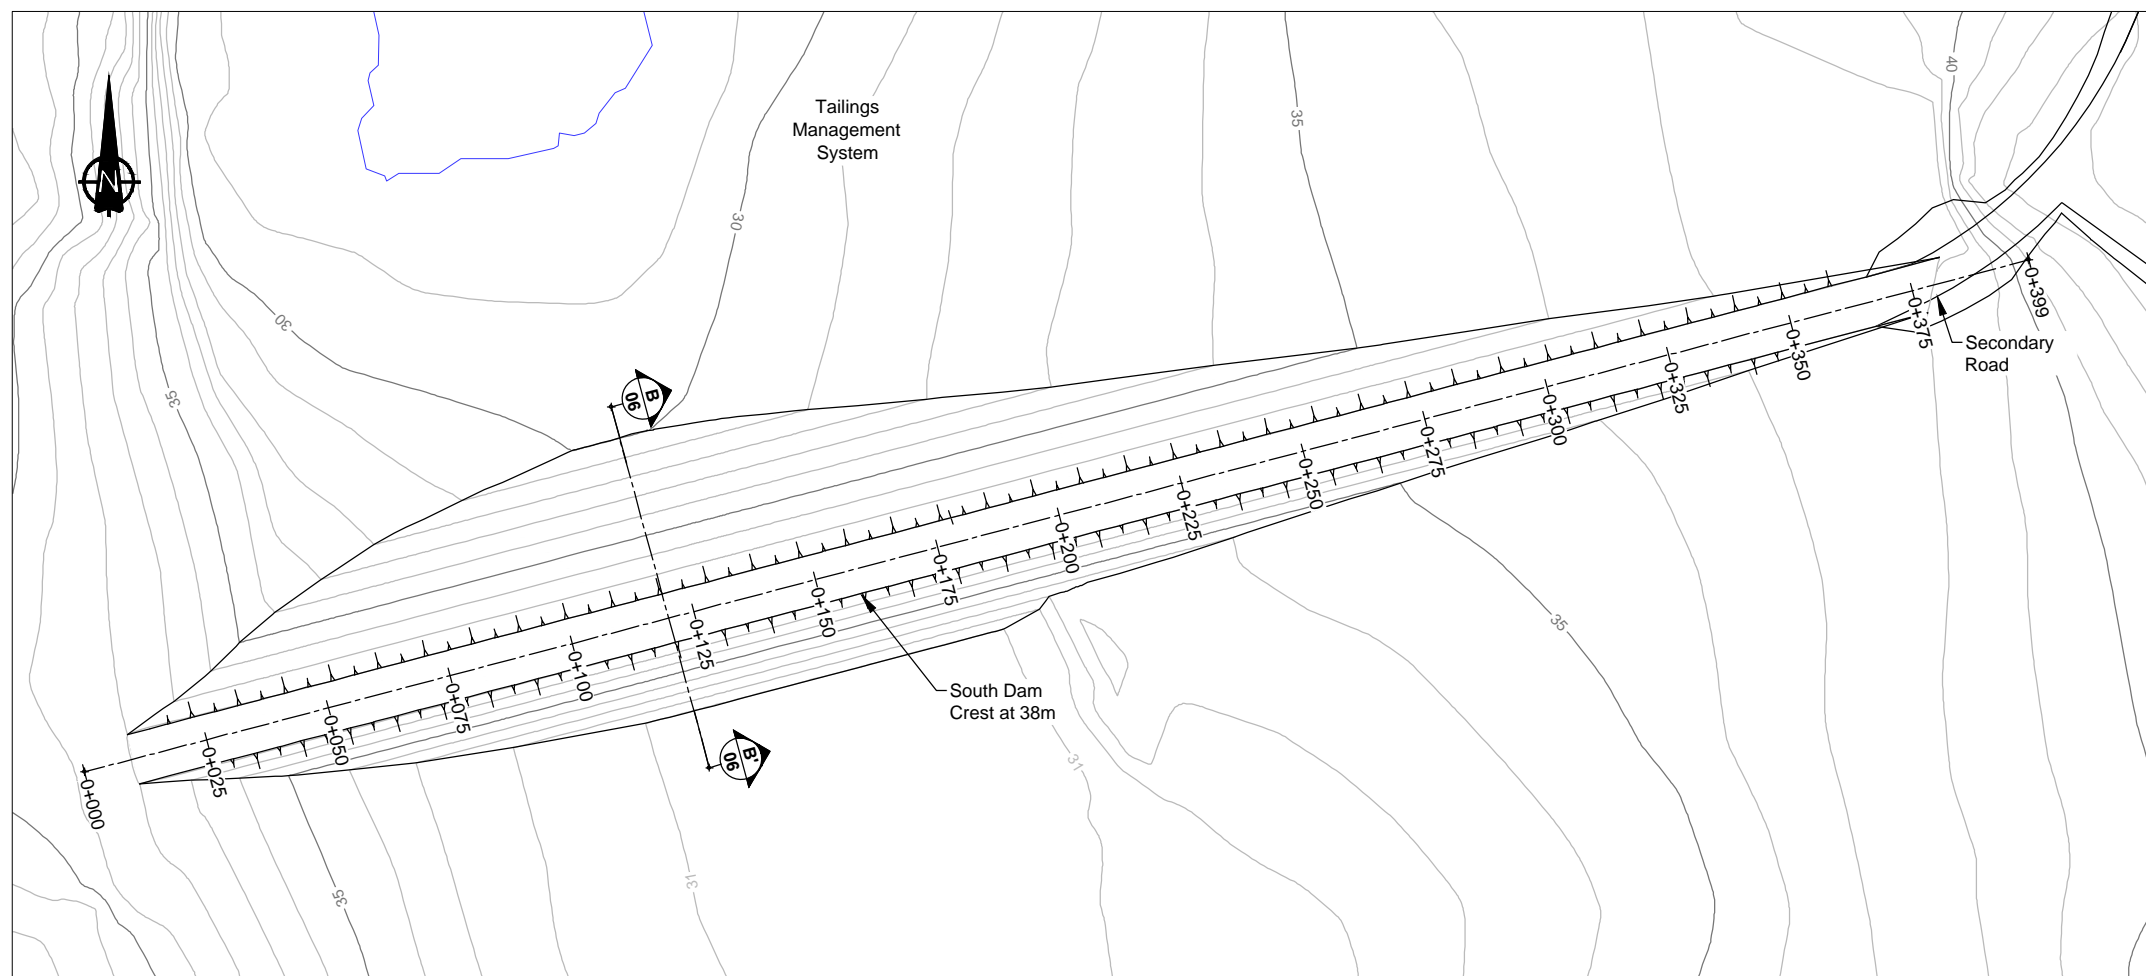 40
Tailings
Management
System
35
N
30
30
0+399
0+375
Secondary
Road
0+350
35
B
06
0+325
0+300
0+275
0+250
0+225
0+200
0+175
0+150
0+125
0+100
0+075
0+050
0+025
0+000
35
South Dam
Crest at 38m
B'
06
31
31
35